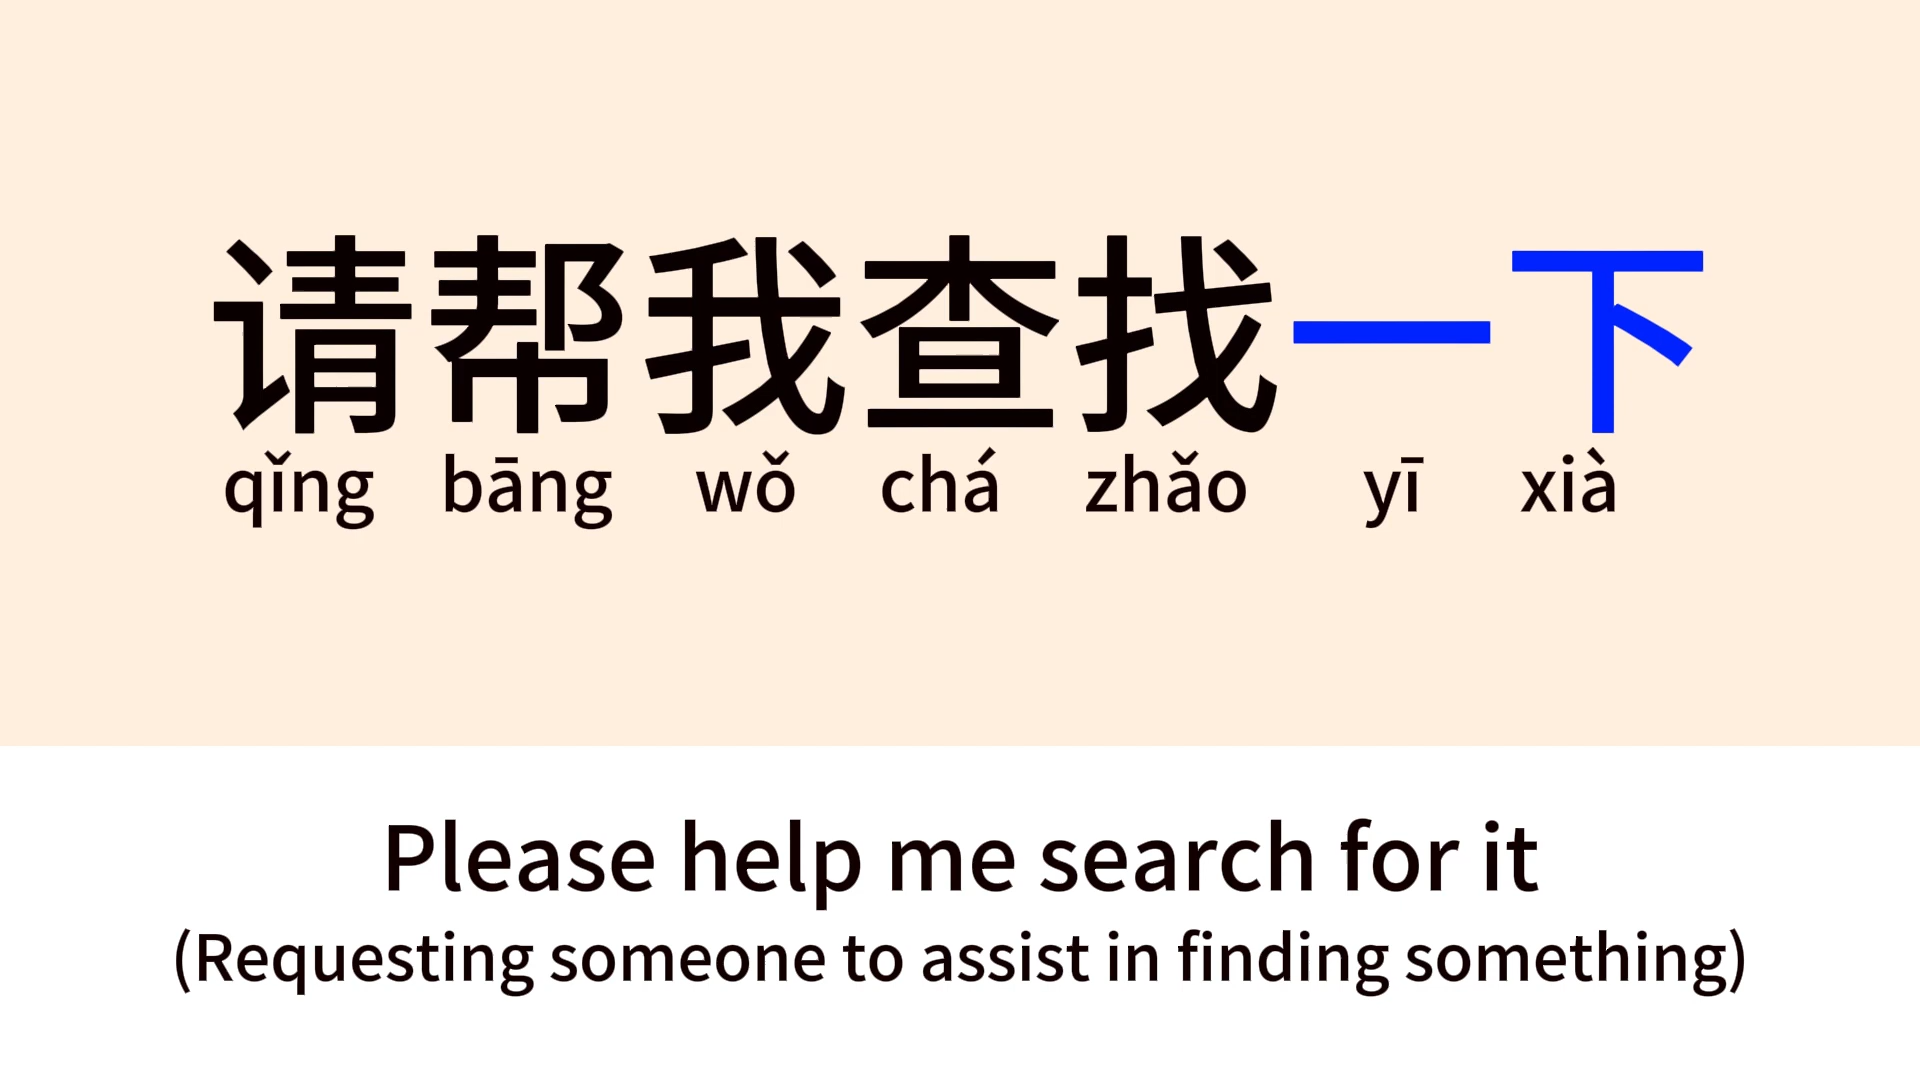 请帮我查找一下
qǐng bāng wǒ chá zhǎo yī xià
Please help me search for it
(Requesting someone to assist in finding something)